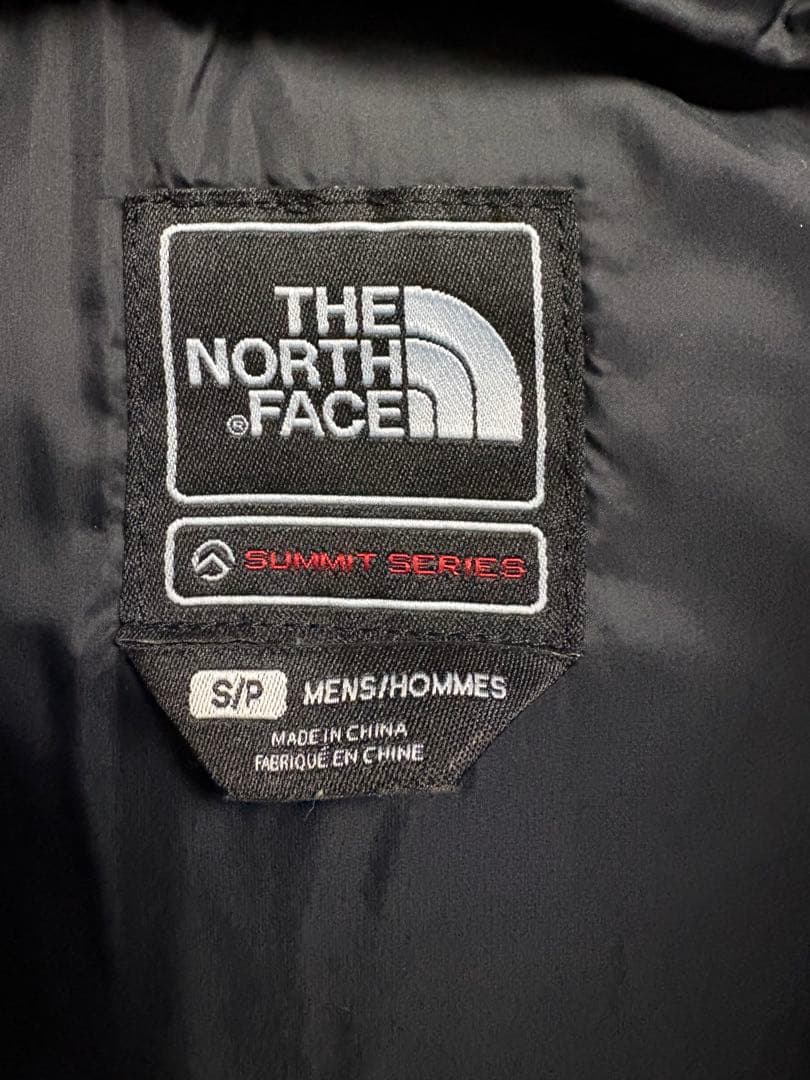 THE
NORTH
®FACE
SUMMIT SERIES
S/P MENS/HOMMES
MADE IN CHINA
FABRIQUÉ EN CHINE